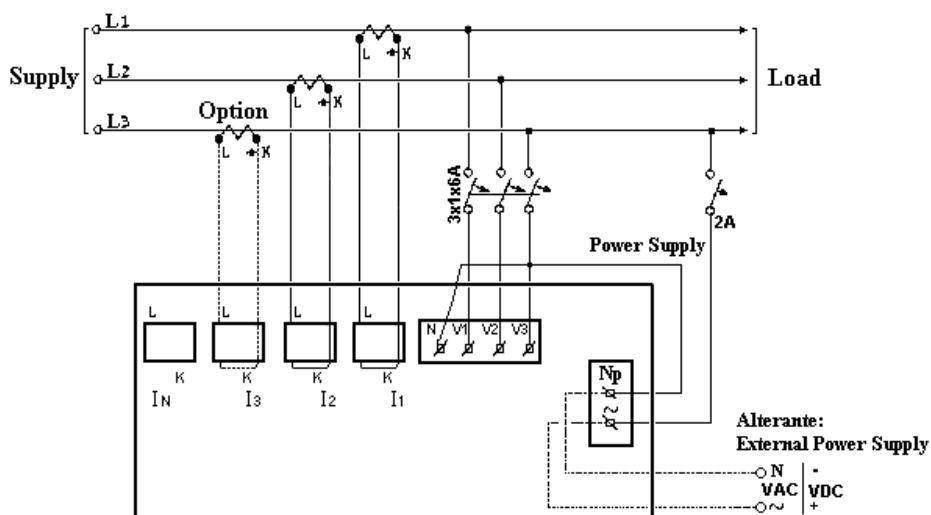 L1
L K
Supply L2 Load
L K
Option
L3
L K
3x1x6A
2A
Power Supply
L L L L
N V1 V2 V3
K K K K
IN I3 I2 I1
Np
~
Alterante:
External Power Supply
N -
VAC VDC
~ +